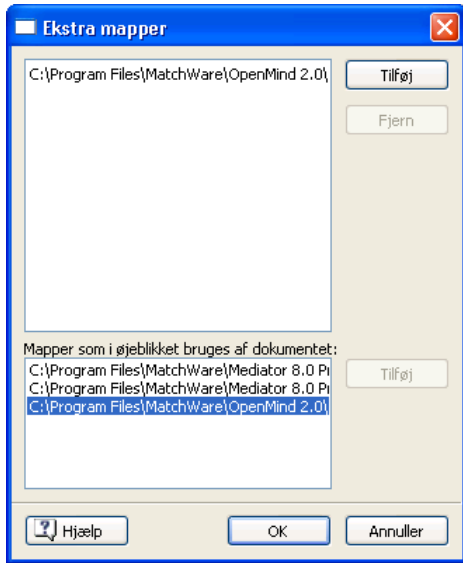 Ekstra mapper
C:\Program Files\MatchWare\OpenMind 2.0\
Tilføj
Fjern
Mapper som i øjeblikket bruges af dokumentet:
C:\Program Files\MatchWare\Mediator 8.0 Pr
C:\Program Files\MatchWare\Mediator 8.0 Pr
C:\Program Files\MatchWare\OpenMind 2.0\
Tilføj
Hjælp
OK
Annuller